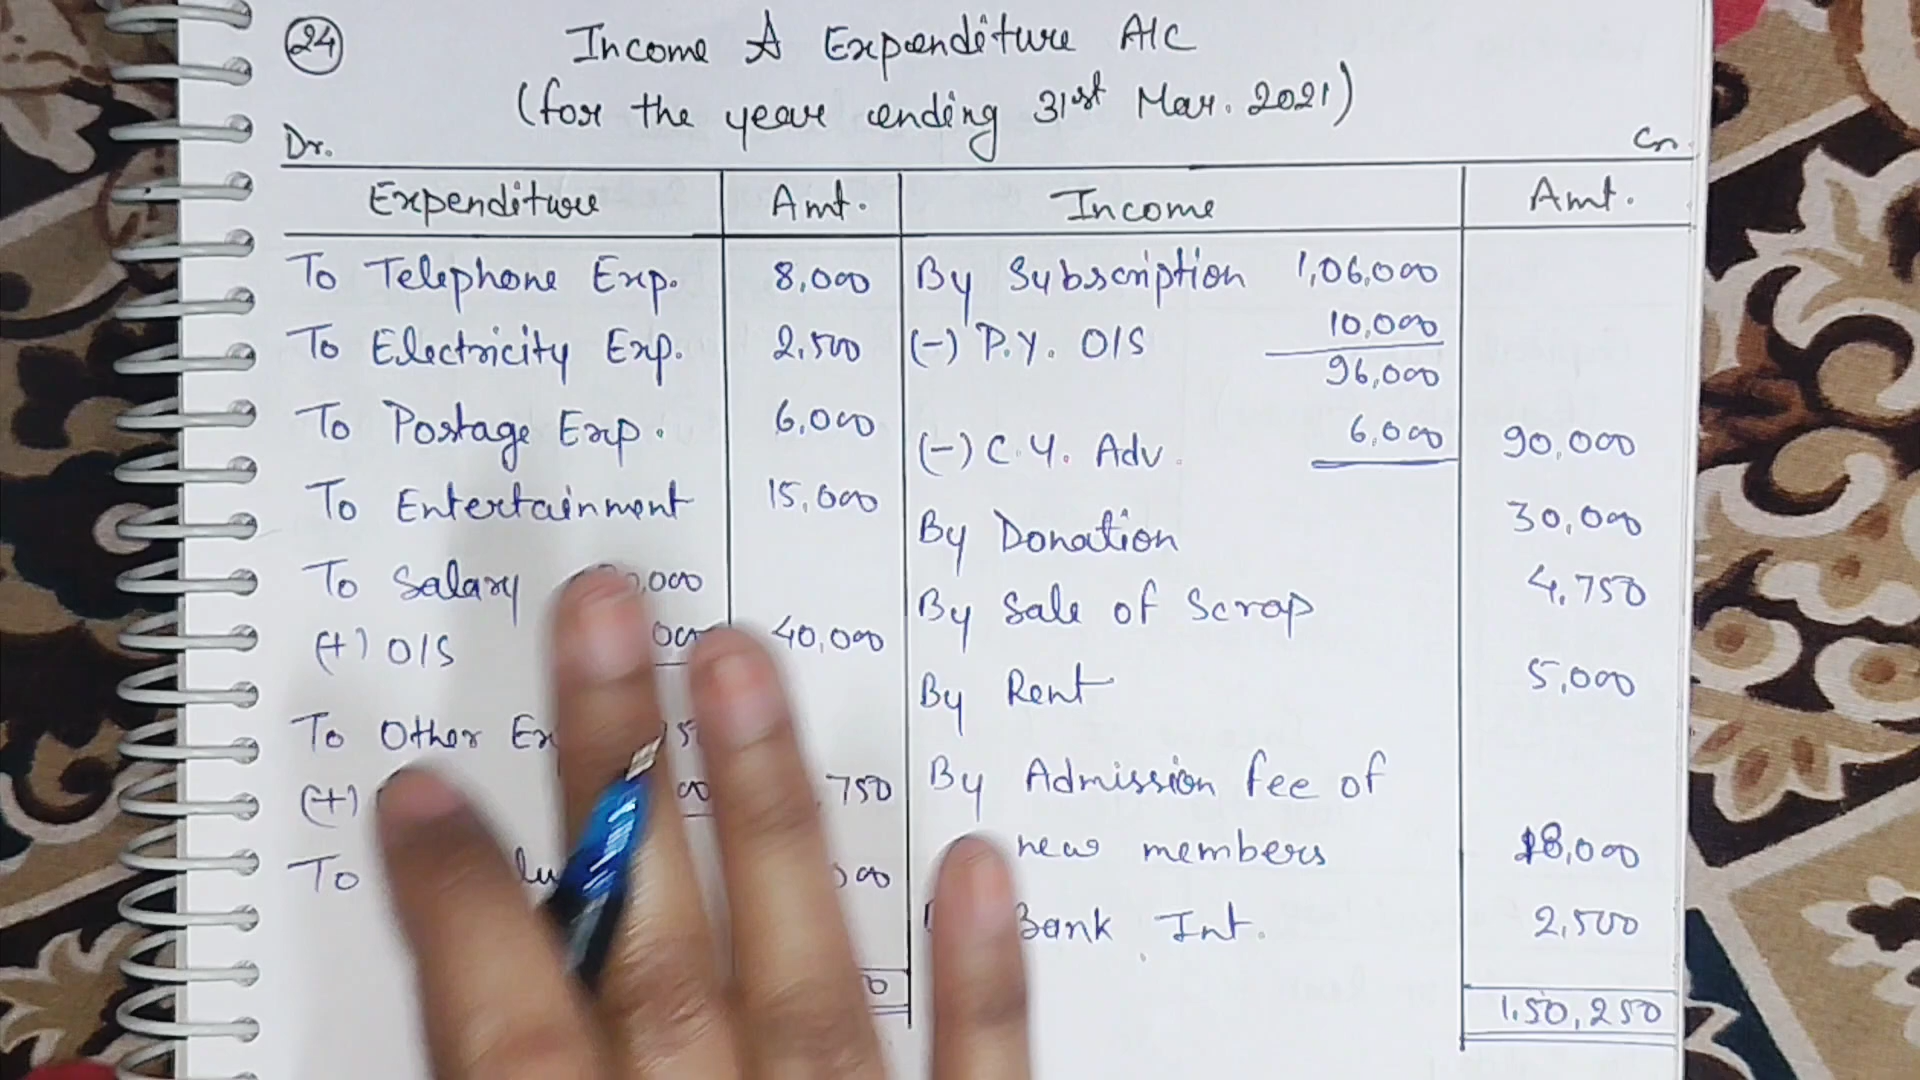 24 Income & Expenditure A/C
(for the year ending 31st Mar. 2021)
Dr. Cr.
Expenditure Amt. Income Amt.
To Telephone Exp. 8,000 By Subscription 1,06,000
To Electricity Exp. 2,500 (-) P.Y. O/S 10,000
96,000
To Postage Exp. 6,000 (-) C.Y. Adv. 6,000 90,000
To Entertainment 15,000 By Donation 30,000
To Salary ,000 By Sale of Scrap 4,750
(+) O/S 40,000 By Rent 5,000
To Other By Admission fee of
(+) 750 new members 18,000
To Bank Int. 2,500
1,50,250